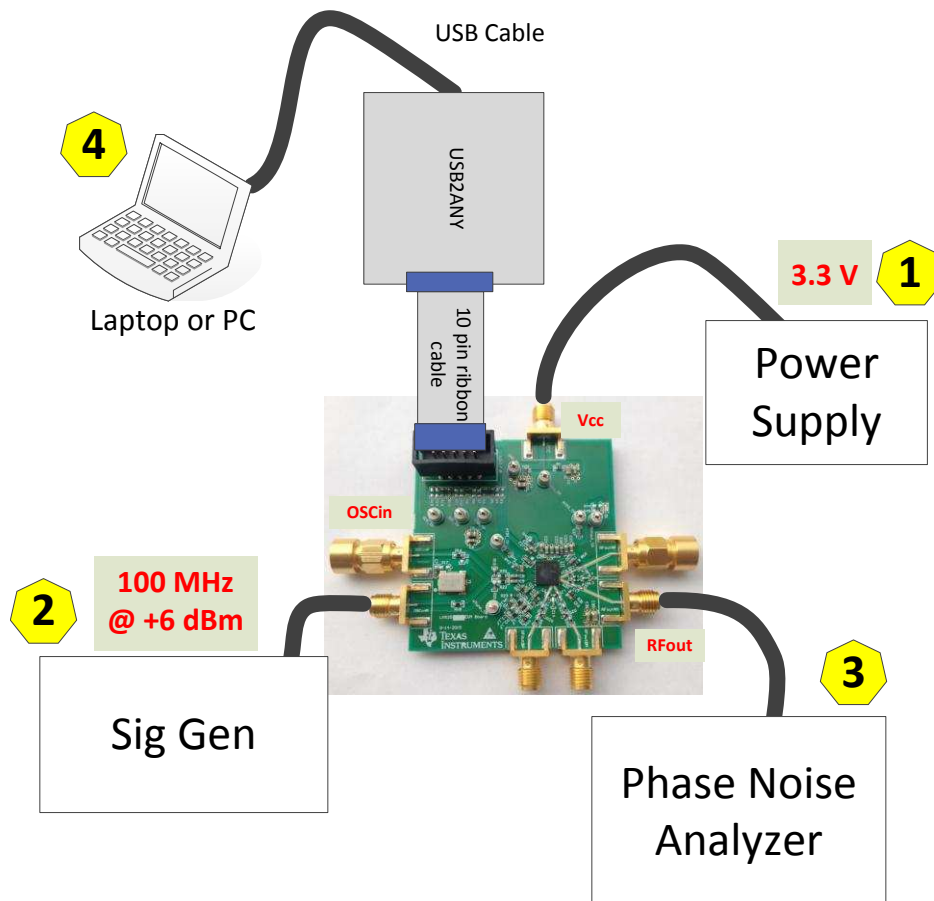 USB Cable
4
USB2ANY
3.3 V
1
Laptop or PC
10 pin ribbon
cable
Power
Supply
Vcc
OSCin
100 MHz
@ +6 dBm
2
TEXAS
INSTRUMENTS
RFout
3
Sig Gen
Phase Noise
Analyzer